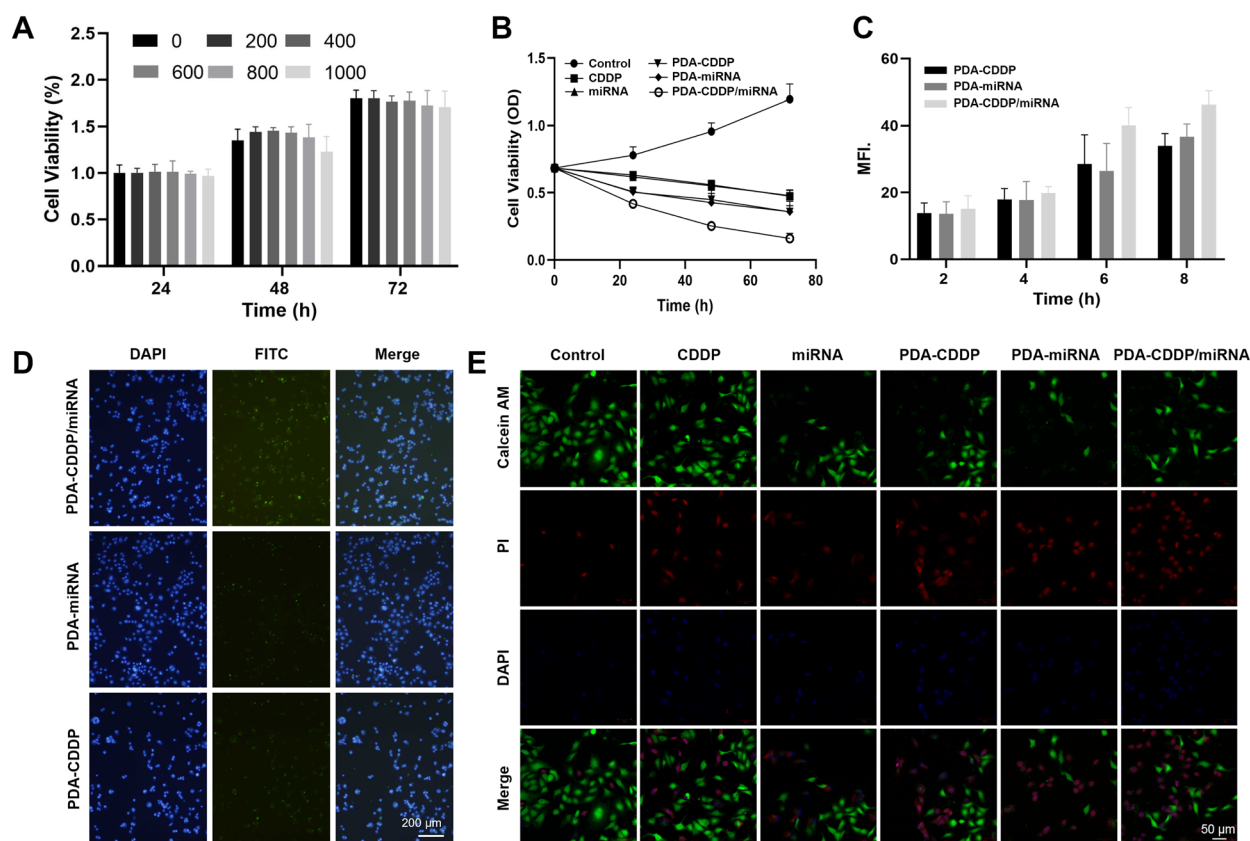 A
0 200 400
600 800 1000
Cell Viability (%)
2.5
2.0
1.5
1.0
0.5
0.0
24 48 72
Time (h)
B
Control
CDDP
miRNA
PDA-CDDP
PDA-miRNA
PDA-CDDP/miRNA
Cell Viability (OD)
1.5
1.0
0.5
0.0
0 20 40 60 80
Time (h)
C
PDA-CDDP
PDA-miRNA
PDA-CDDP/miRNA
MFI.
60
40
20
0
2 4 6 8
Time (h)
D
DAPI FITC Merge
PDA-CDDP/miRNA
PDA-miRNA
PDA-CDDP
200 µm
E
Control CDDP miRNA PDA-CDDP PDA-miRNA PDA-CDDP/miRNA
Calcein AM
PI
DAPI
Merge
50 µm